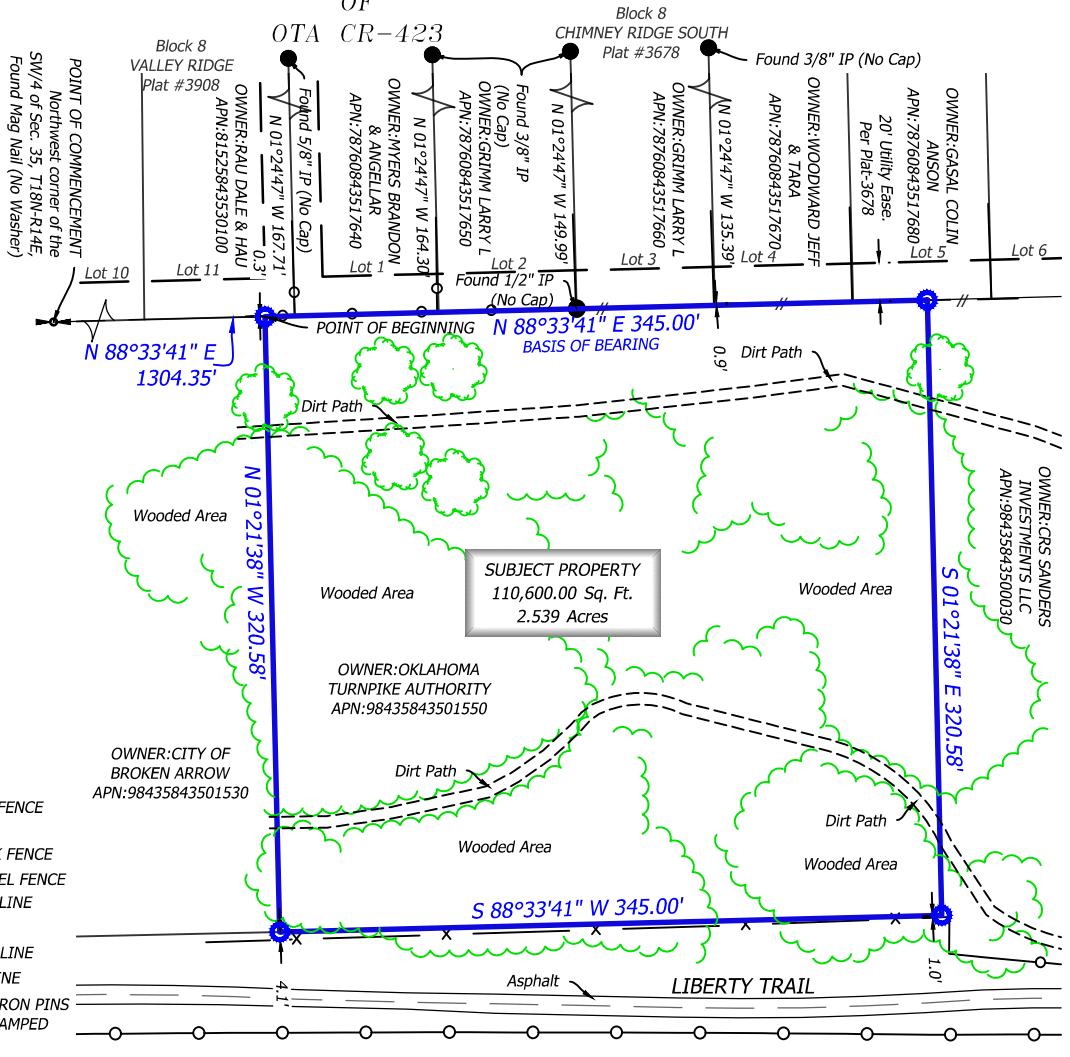 OF
OTA CR-423
Block 8
VALLEY RIDGE
Plat #3908
Block 8
CHIMNEY RIDGE SOUTH
Plat #3678
Found 3/8" IP (No Cap)
POINT OF COMMENCEMENT
Northwest corner of the
SW/4 of Sec. 35, T18N-R14E,
Found Mag Nail (No Washer)
OWNER:RAU DALE & HAU
APN:81525843530100
0.3'
Found 5/8" IP (No Cap)
N 01°24'47" W 167.71'
OWNER:MYERS BRANDON
& ANGELLAR
APN:78760843517640
N 01°24'47" W 164.30'
OWNER:GRIMM LARRY L
APN:78760843517650
Found 3/8" IP
(No Cap)
N 01°24'47" W 149.99'
OWNER:GRIMM LARRY L
APN:78760843517660
N 01°24'47" W 135.39'
OWNER:WOODWARD JEFF
& TARA
APN:78760843517670
20' Utility Ease.
Per Plat-3678
OWNER:GASAL COLIN
ANSON
APN:78760843517680
Lot 10
Lot 11
Lot 1
Lot 2
Lot 3
Lot 4
Lot 5
Lot 6
Found 1/2" IP
(No Cap)
POINT OF BEGINNING
N 88°33'41" E 345.00'
BASIS OF BEARING
N 88°33'41" E
1304.35'
0.9'
Dirt Path
Dirt Path
Wooded Area
N 01°21'38" W 320.58'
Wooded Area
SUBJECT PROPERTY
110,600.00 Sq. Ft.
2.539 Acres
Wooded Area
OWNER:CRS SANDERS
INVESTMENTS LLC
APN:98435843500030
S 01°21'38" E 320.58'
OWNER:OKLAHOMA
TURNPIKE AUTHORITY
APN:98435843501550
OWNER:CITY OF
BROKEN ARROW
APN:98435843501530
Dirt Path
Dirt Path
Wooded Area
Wooded Area
FENCE
FENCE
EL FENCE
LINE
LINE
NE
RON PINS
AMPED
S 88°33'41" W 345.00'
4.1'
1.0'
Asphalt
LIBERTY TRAIL